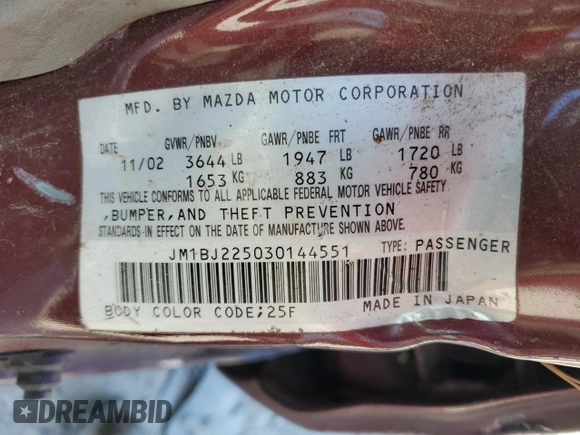 MFD. BY MAZDA MOTOR CORPORATION
DATE GVWR/PNBV GAWR/PNBE FRT GAWR/PNBE RR
11/02 3644 LB 1947 LB 1720 LB
1653 KG 883 KG 780 KG
THIS VEHICLE CONFORMS TO ALL APPLICABLE FEDERAL MOTOR VEHICLE SAFETY
,BUMPER,AND THEFT PREVENTION
STANDARDS IN EFFECT ON THE DATE OF MANUFACTURE SHOWN ABOVE.
JM1BJ225030144551 TYPE: PASSENGER
BODY COLOR CODE;25F MADE IN JAPAN
DREAMBID